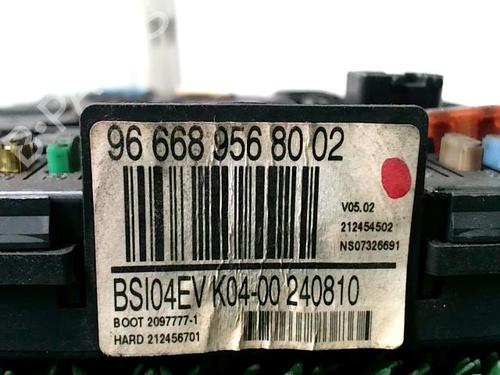 96 668 956 80 02
V05.02
212454502
NS07326691
BSI04EV K04-00 240810
BOOT 2097777-1
HARD 212456701